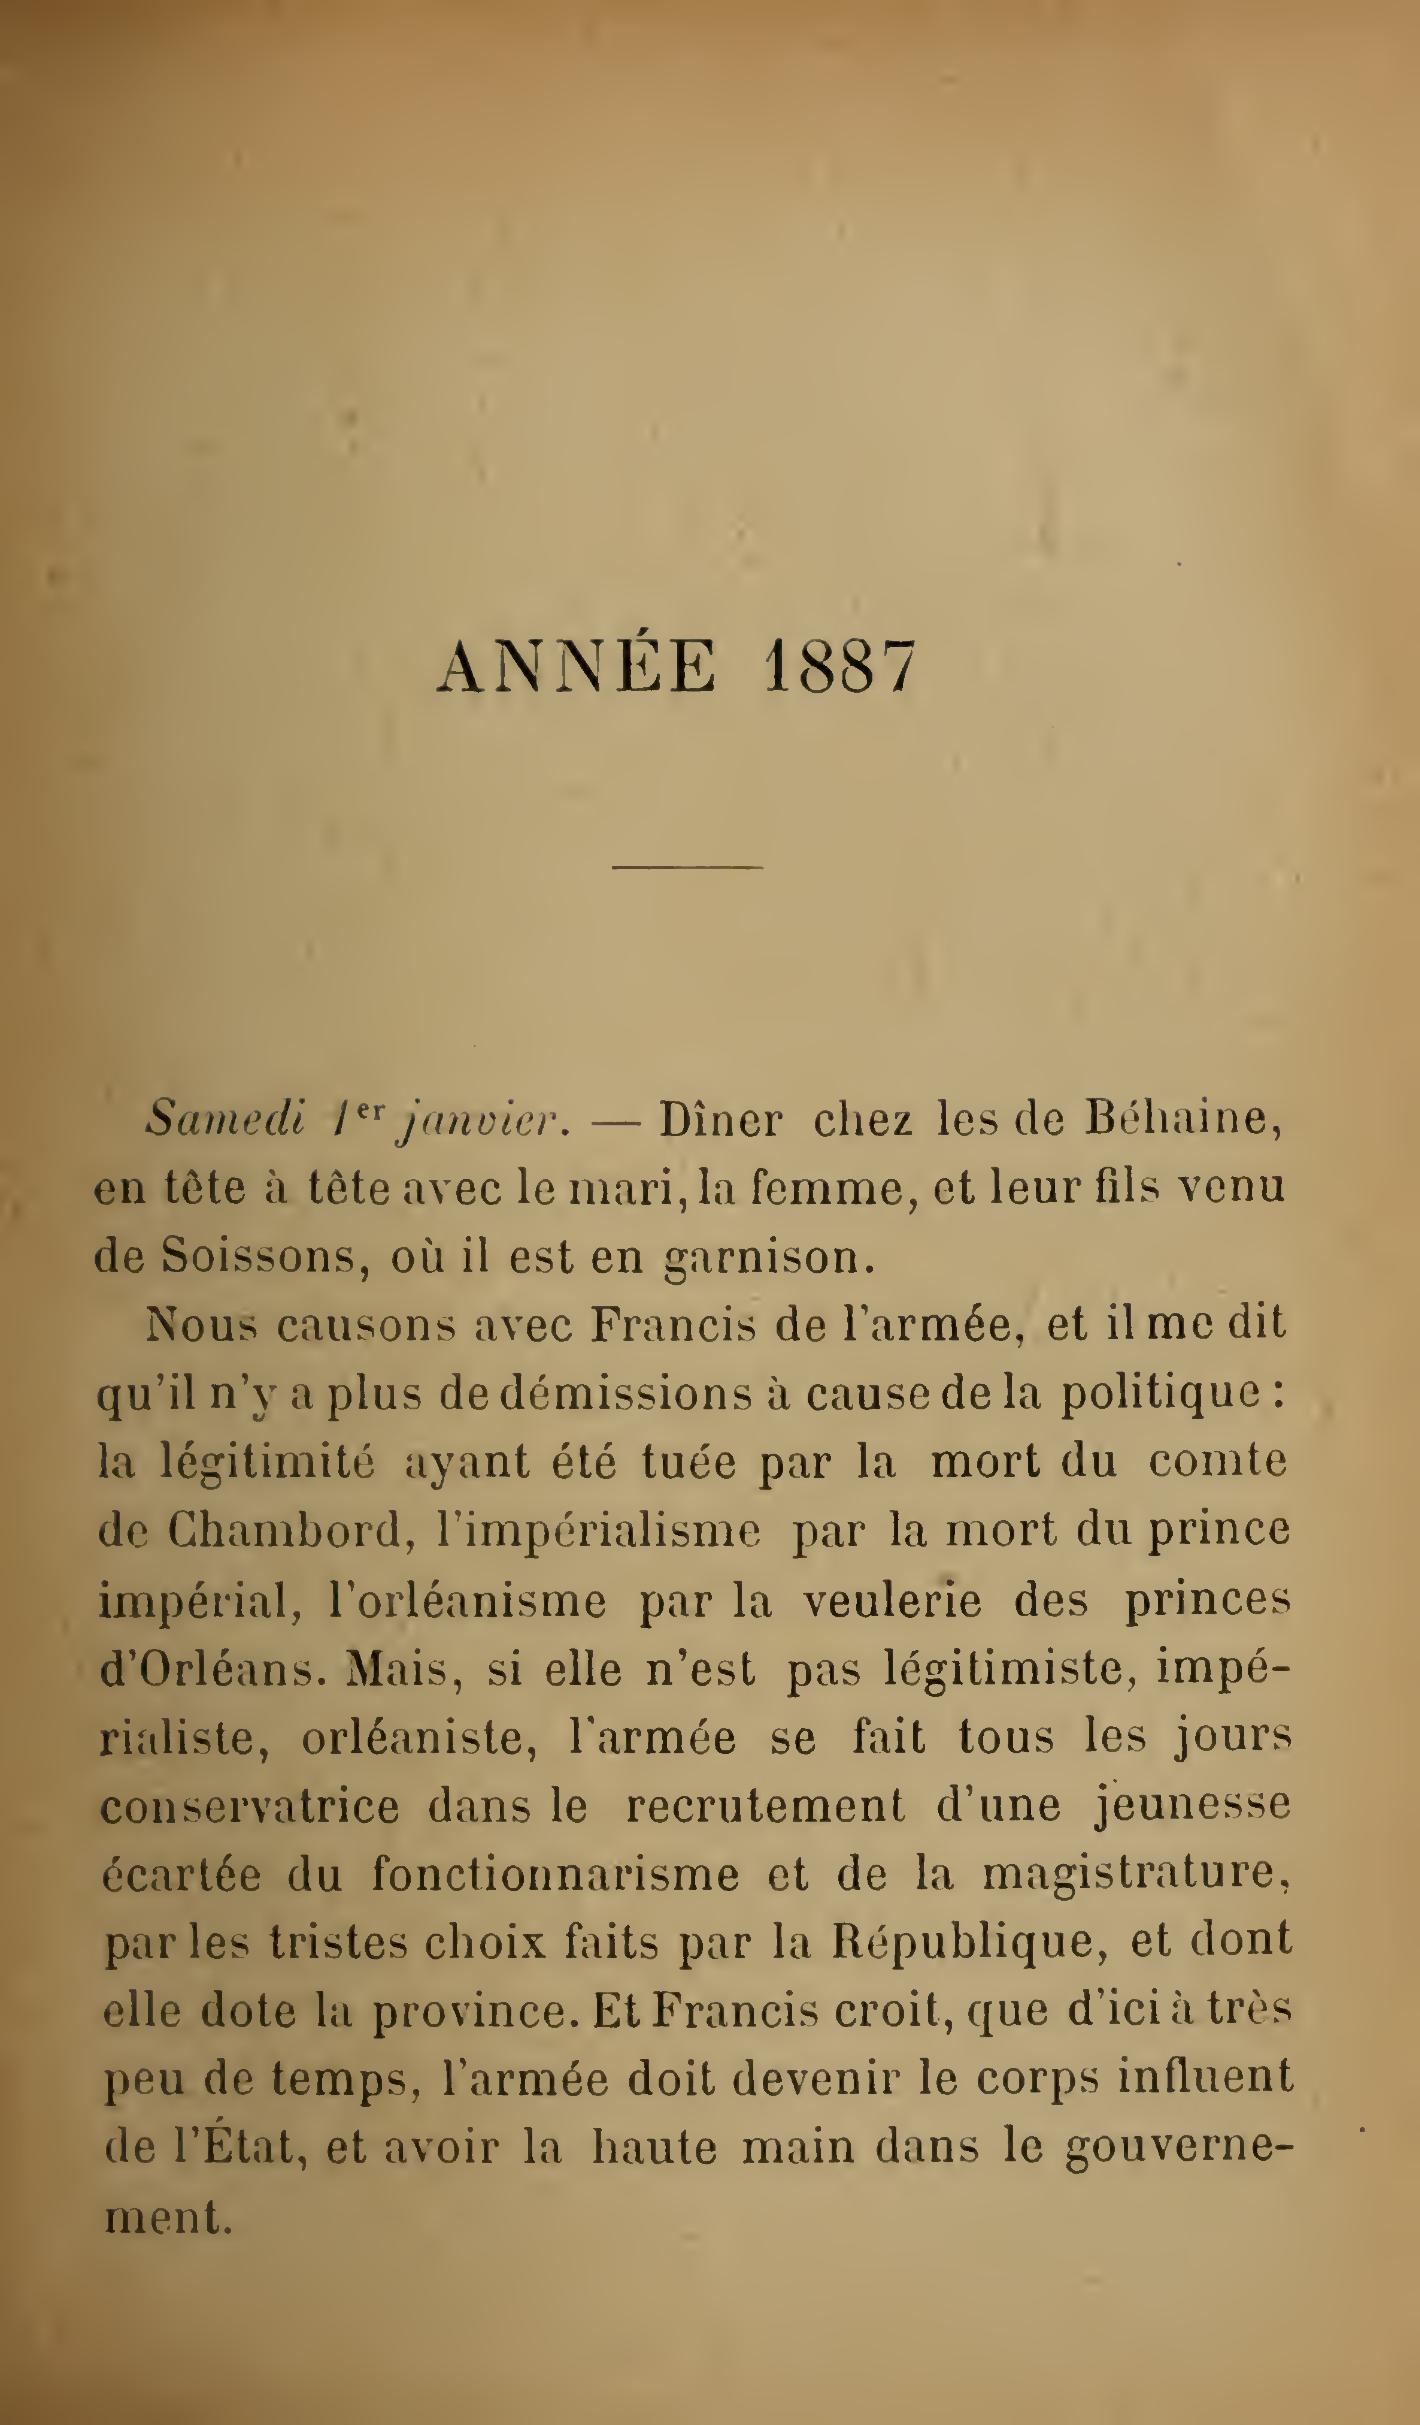 ANNÉE 1887
Samedi 1er janvier. — Dîner chez les de Béhaine,
en tête à tête avec le mari, la femme, et leur fils venu
de Soissons, où il est en garnison.
Nous causons avec Francis de l'armée, et il me dit
qu'il n'y a plus de démissions à cause de la politique :
la légitimité ayant été tuée par la mort du comte
de Chambord, l'impérialisme par la mort du prince
impérial, l'orléanisme par la veulerie des princes
d'Orléans. Mais, si elle n'est pas légitimiste, impé-
rialiste, orléaniste, l'armée se fait tous les jours
conservatrice dans le recrutement d'une jeunesse
écartée du fonctionnarisme et de la magistrature,
par les tristes choix faits par la République, et dont
elle dote la province. Et Francis croit, que d'ici à très
peu de temps, l'armée doit devenir le corps influent
de l'État, et avoir la haute main dans le gouverne-
ment.